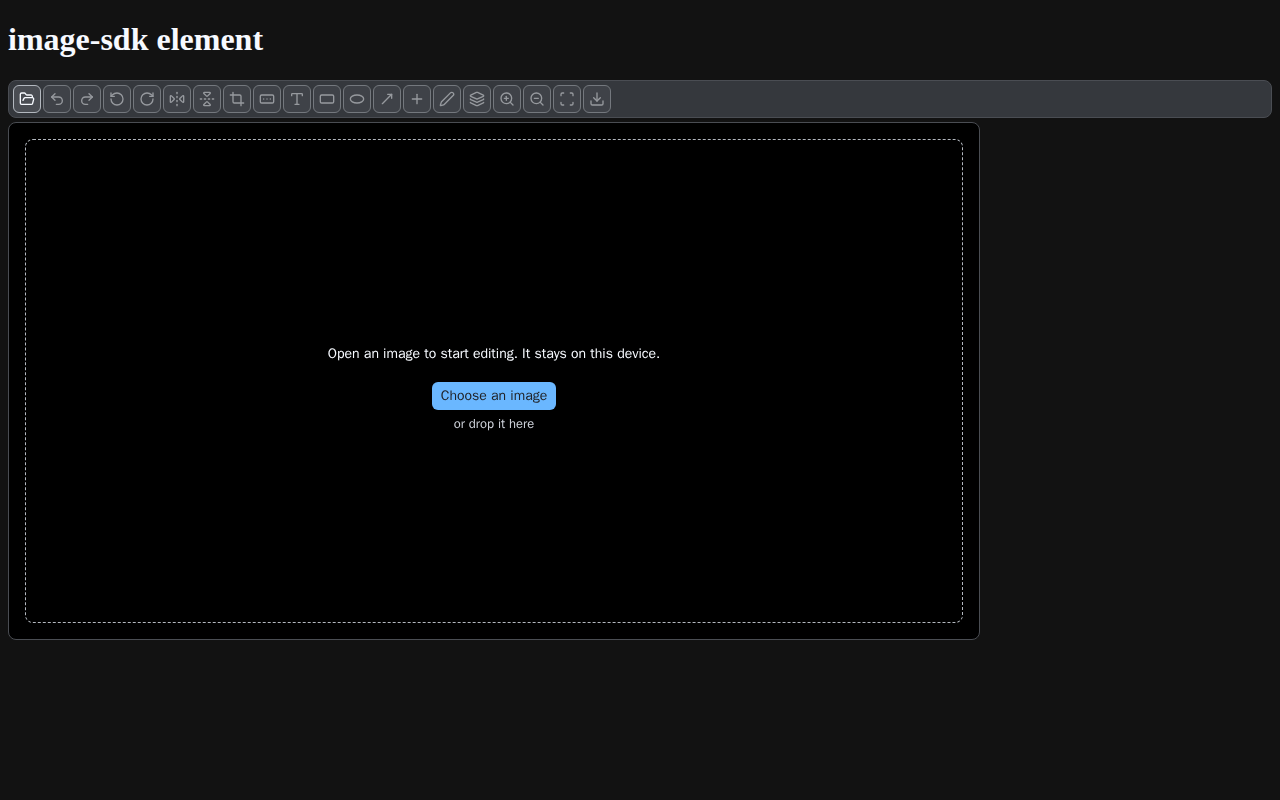 image-sdk element
Open an image to start editing. It stays on this device.
Choose an image
or drop it here